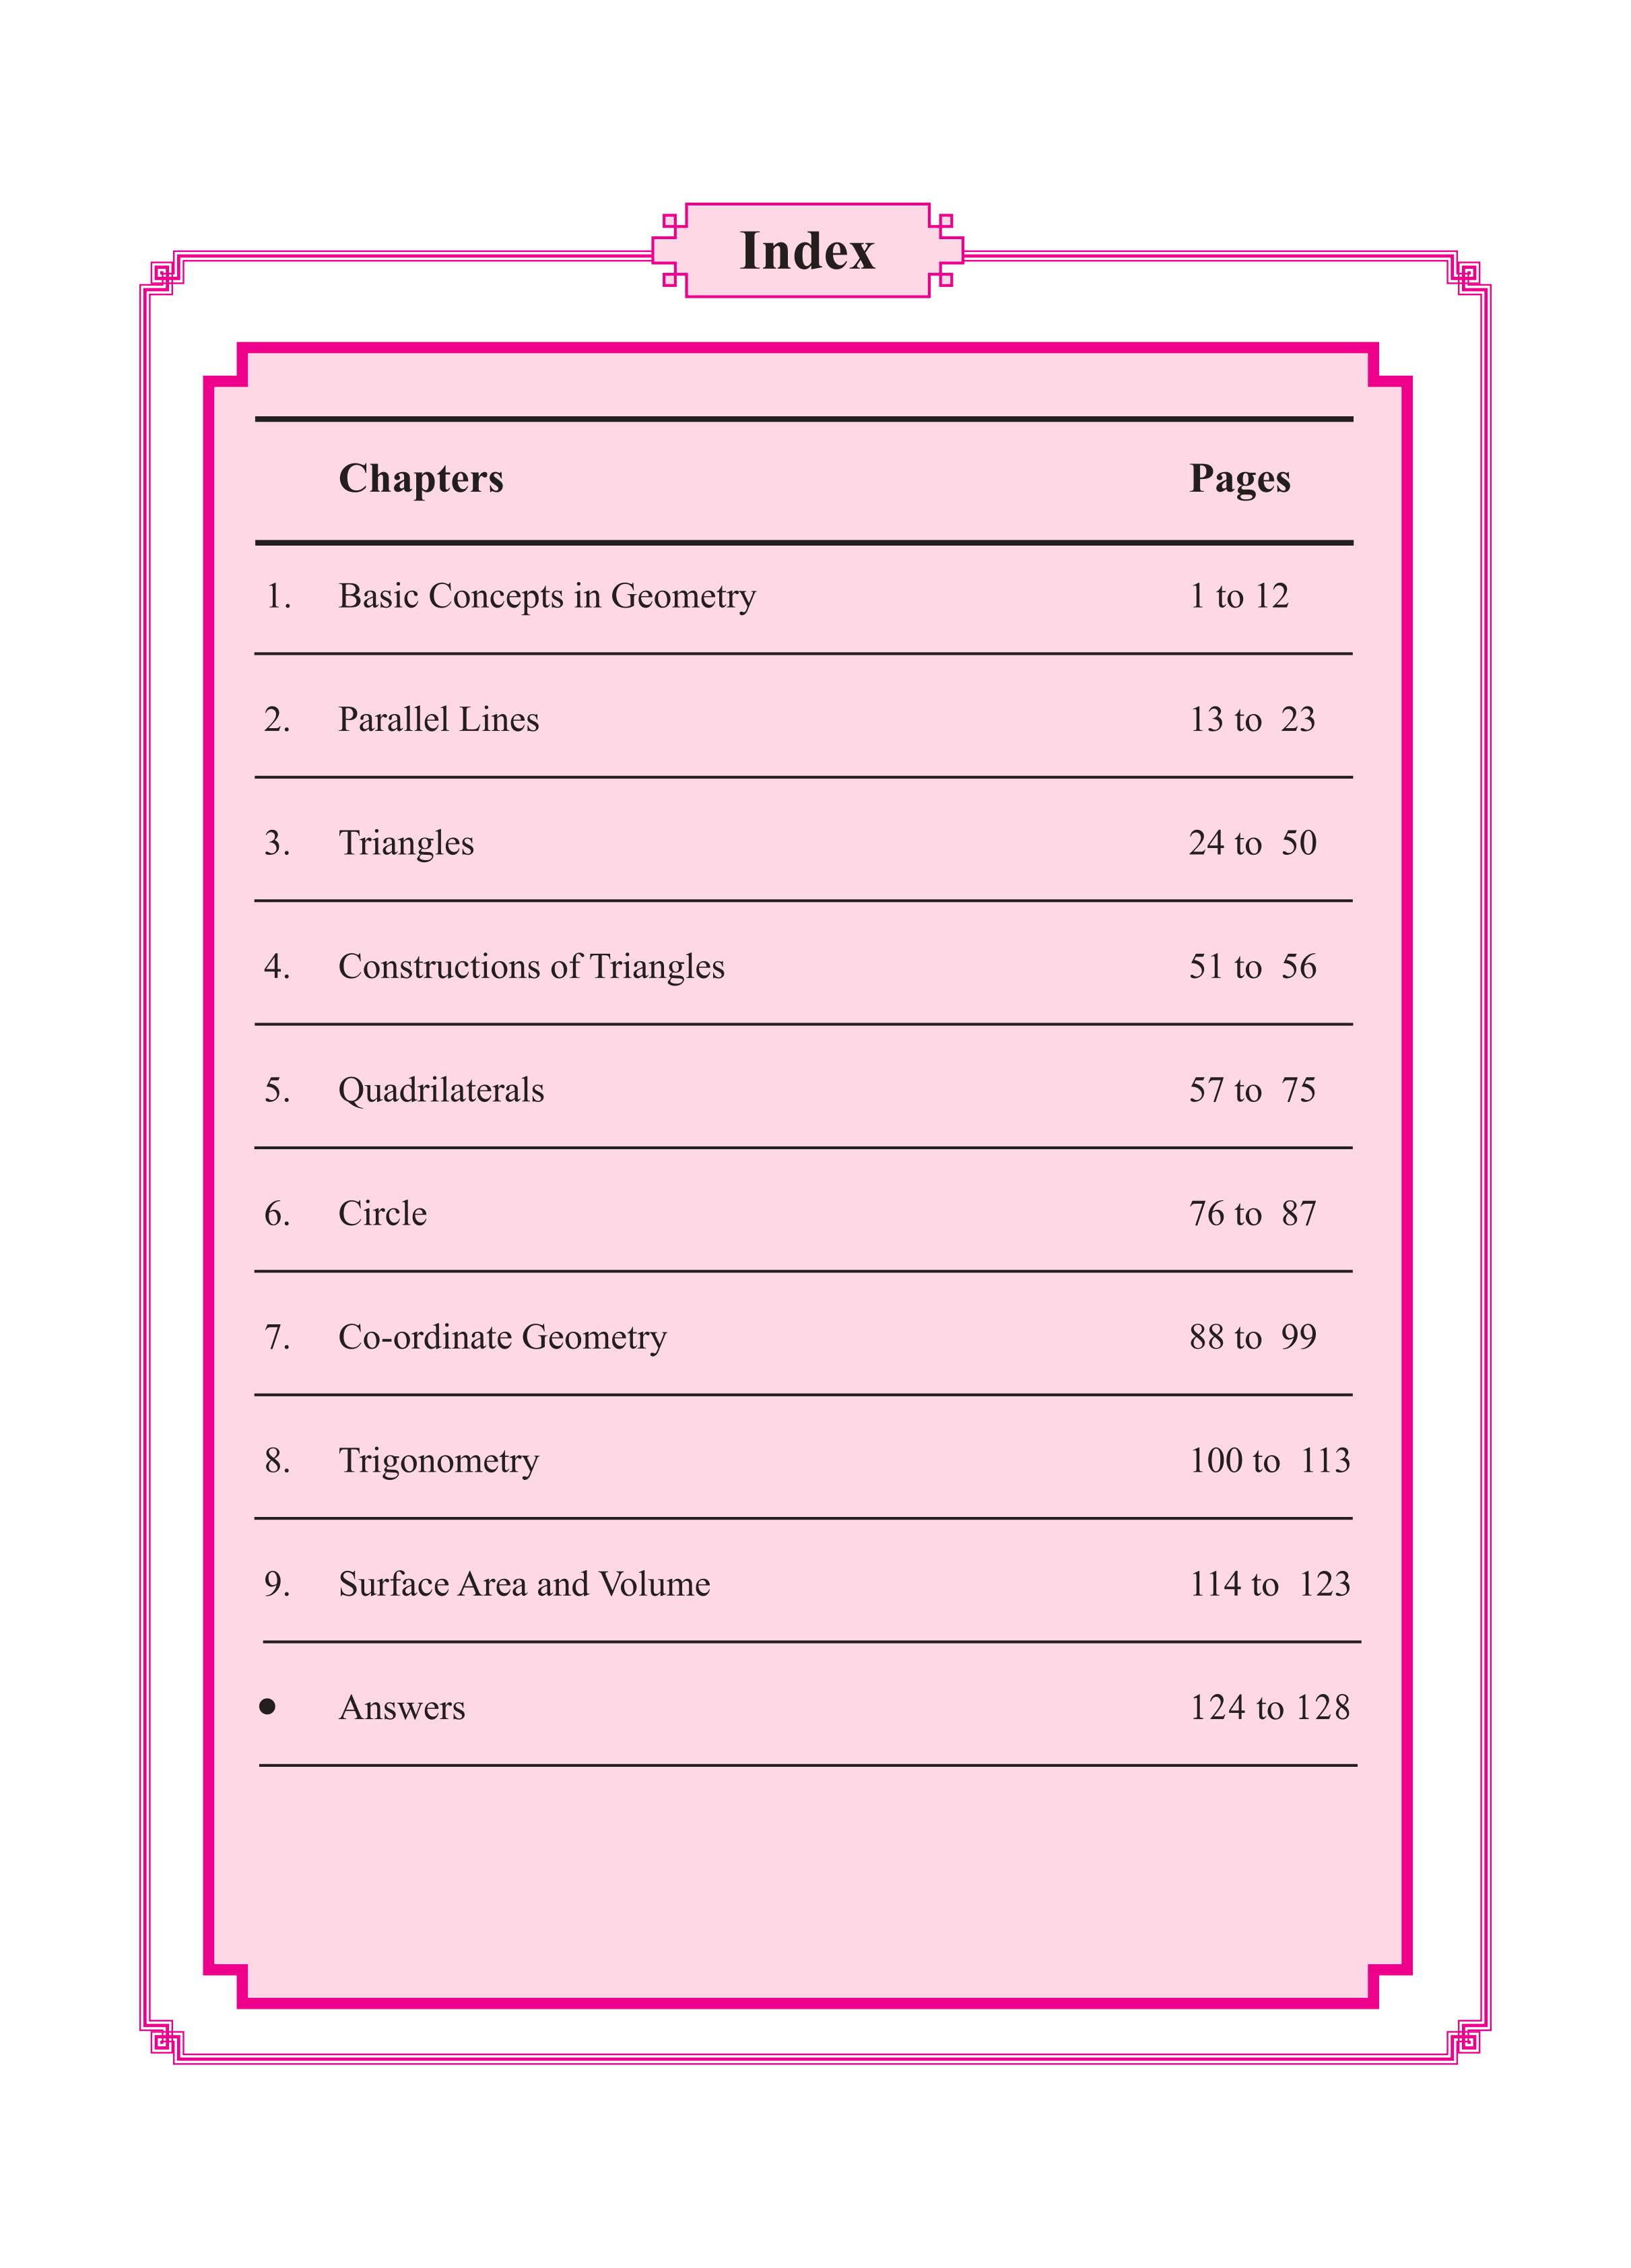 Index
Chapters Pages
1. Basic Concepts in Geometry 1 to 12
2. Parallel Lines 13 to 23
3. Triangles 24 to 50
4. Constructions of Triangles 51 to 56
5. Quadrilaterals 57 to 75
6. Circle 76 to 87
7. Co-ordinate Geometry 88 to 99
8. Trigonometry 100 to 113
9. Surface Area and Volume 114 to 123
• Answers 124 to 128